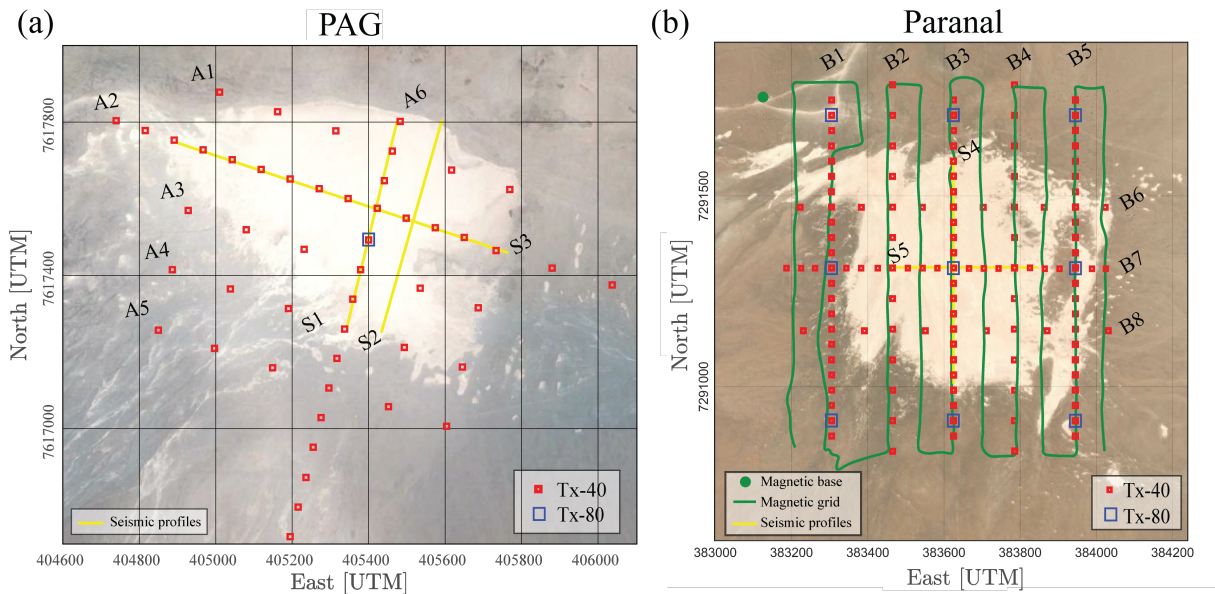 (a)
PAG
A1
A2
A6
A3
A4
A5
S1
S2
S3
7617800
7617400
7617000
North [UTM]
Seismic profiles
Tx-40
Tx-80
404600
404800
405000
405200
405400
405600
405800
406000
East [UTM]
(b)
Paranal
B1
B2
B3
B4
B5
S4
B6
S5
B7
B8
7291500
7291000
North [UTM]
Magnetic base
Magnetic grid
Seismic profiles
Tx-40
Tx-80
383000
383200
383400
383600
383800
384000
384200
East [UTM]